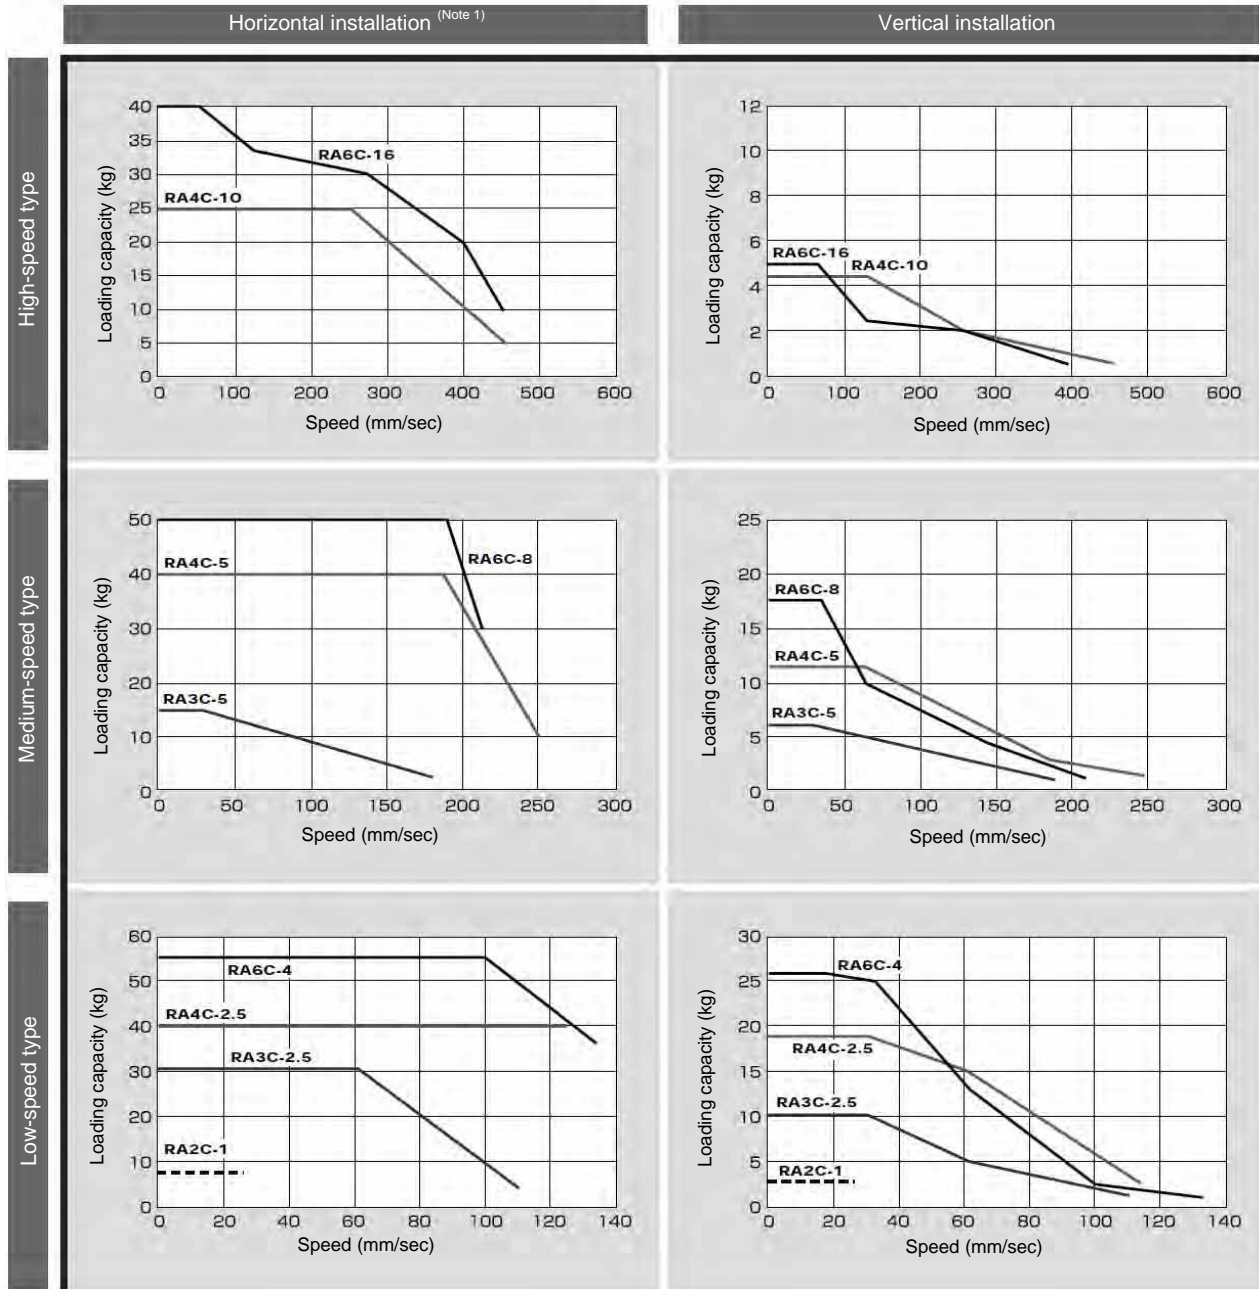 Horizontal installation (Note 1)
Vertical installation
High-speed type
Loading capacity (kg)
40
35
30
25
20
15
10
5
0
RA6C-16
RA4C-10
0 100 200 300 400 500 600
Speed (mm/sec)
Loading capacity (kg)
12
10
8
6
4
2
0
RA6C-16
RA4C-10
0 100 200 300 400 500 600
Speed (mm/sec)
Medium-speed type
Loading capacity (kg)
50
40
30
20
10
0
RA4C-5
RA6C-8
RA3C-5
0 50 100 150 200 250 300
Speed (mm/sec)
Loading capacity (kg)
25
20
15
10
5
0
RA6C-8
RA4C-5
RA3C-5
0 50 100 150 200 250 300
Speed (mm/sec)
Low-speed type
Loading capacity (kg)
60
50
40
30
20
10
0
RA6C-4
RA4C-2.5
RA3C-2.5
RA2C-1
0 20 40 60 80 100 120 140
Speed (mm/sec)
Loading capacity (kg)
30
25
20
15
10
5
0
RA6C-4
RA4C-2.5
RA3C-2.5
RA2C-1
0 20 40 60 80 100 120 140
Speed (mm/sec)